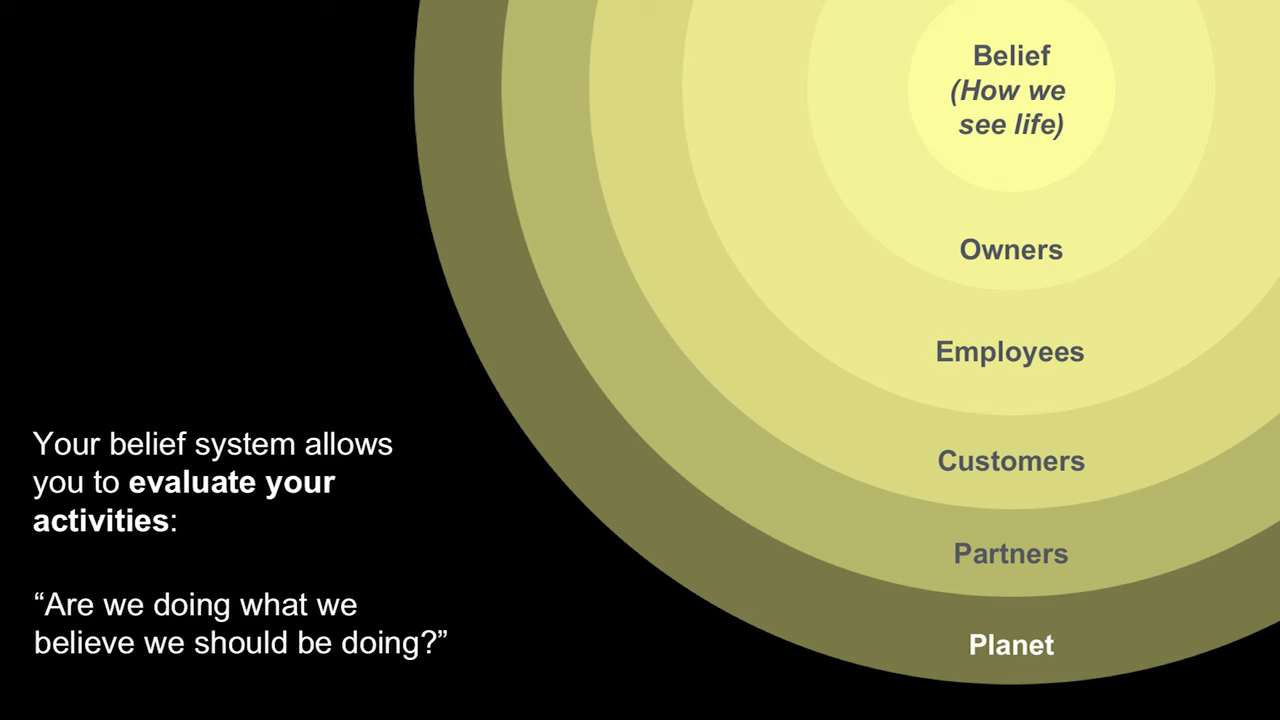 Belief
(How we
see life)
Owners
Employees
Customers
Partners
Planet
Your belief system allows
you to evaluate your
activities:
“Are we doing what we
believe we should be doing?”